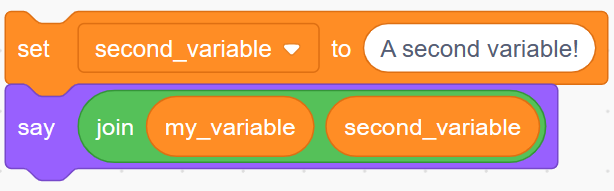 set second_variable to A second variable!
say join my_variable second_variable